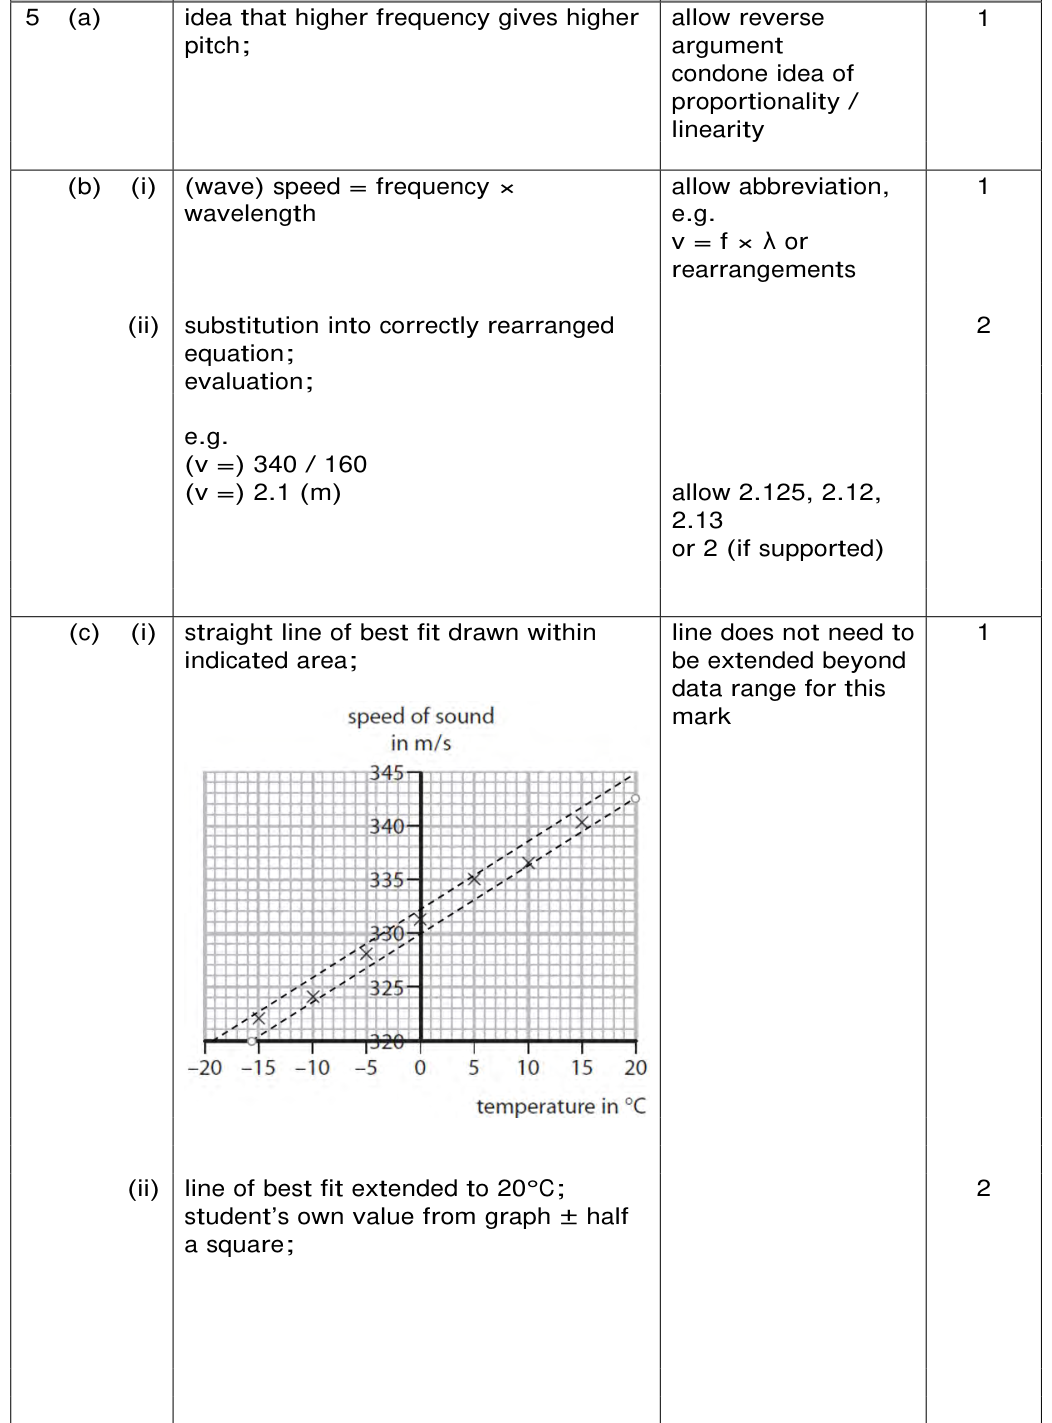 5 (a) idea that higher frequency gives higher pitch; allow reverse argument condone idea of proportionality / linearity 1
(b) (i) (wave) speed = frequency × wavelength allow abbreviation, e.g. v = f × λ or rearrangements 1
(ii) substitution into correctly rearranged equation; 2
evaluation;
e.g.
(v =) 340 / 160
(v =) 2.1 (m) allow 2.125, 2.12, 2.13 or 2 (if supported)
(c) (i) straight line of best fit drawn within indicated area; line does not need to be extended beyond data range for this mark 1
speed of sound
in m/s
345
340
335
330
325
320
−20 −15 −10 −5 0 5 10 15 20
temperature in °C
(ii) line of best fit extended to 20°C; 2
student's own value from graph ± half
a square;